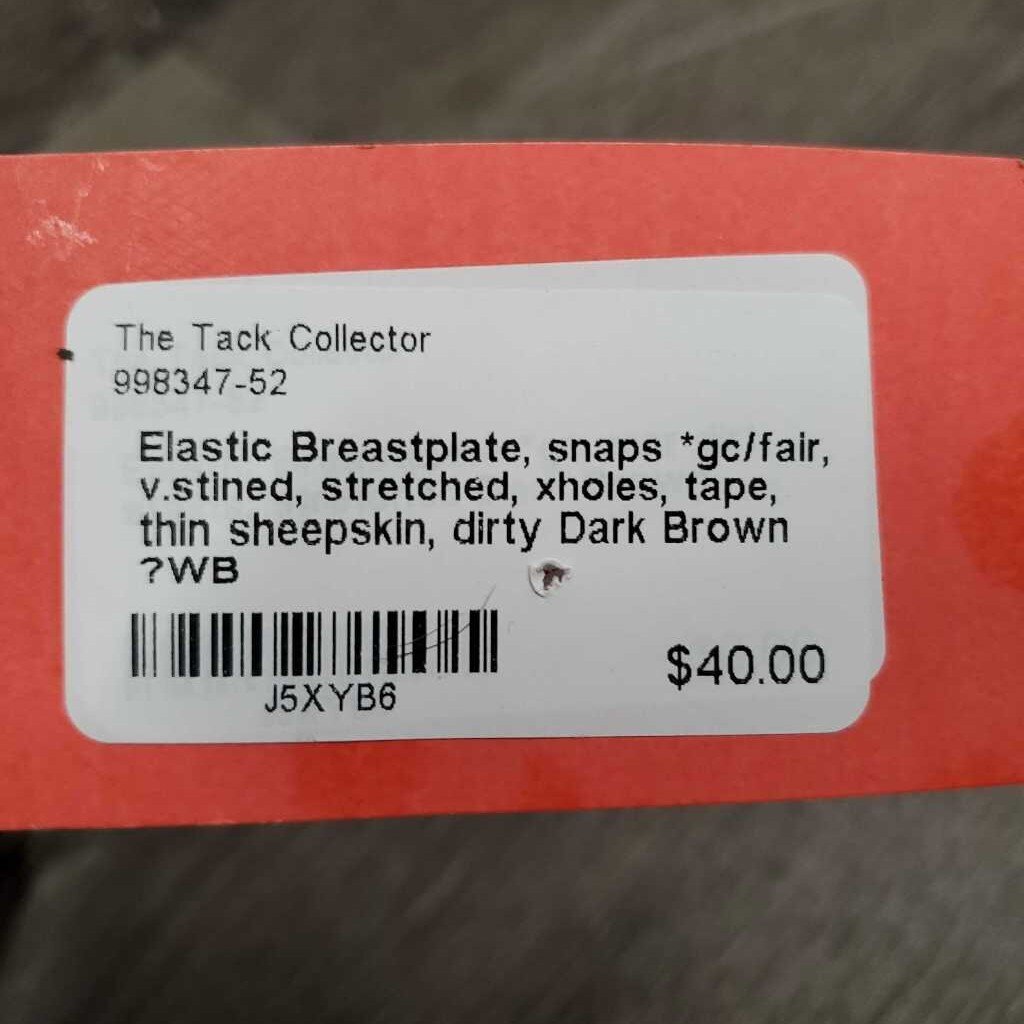 The Tack Collector
998347-52
Elastic Breastplate, snaps *gc/fair,
v.stined, stretched, xholes, tape,
thin sheepskin, dirty Dark Brown
?WB
J5XYB6
$40.00